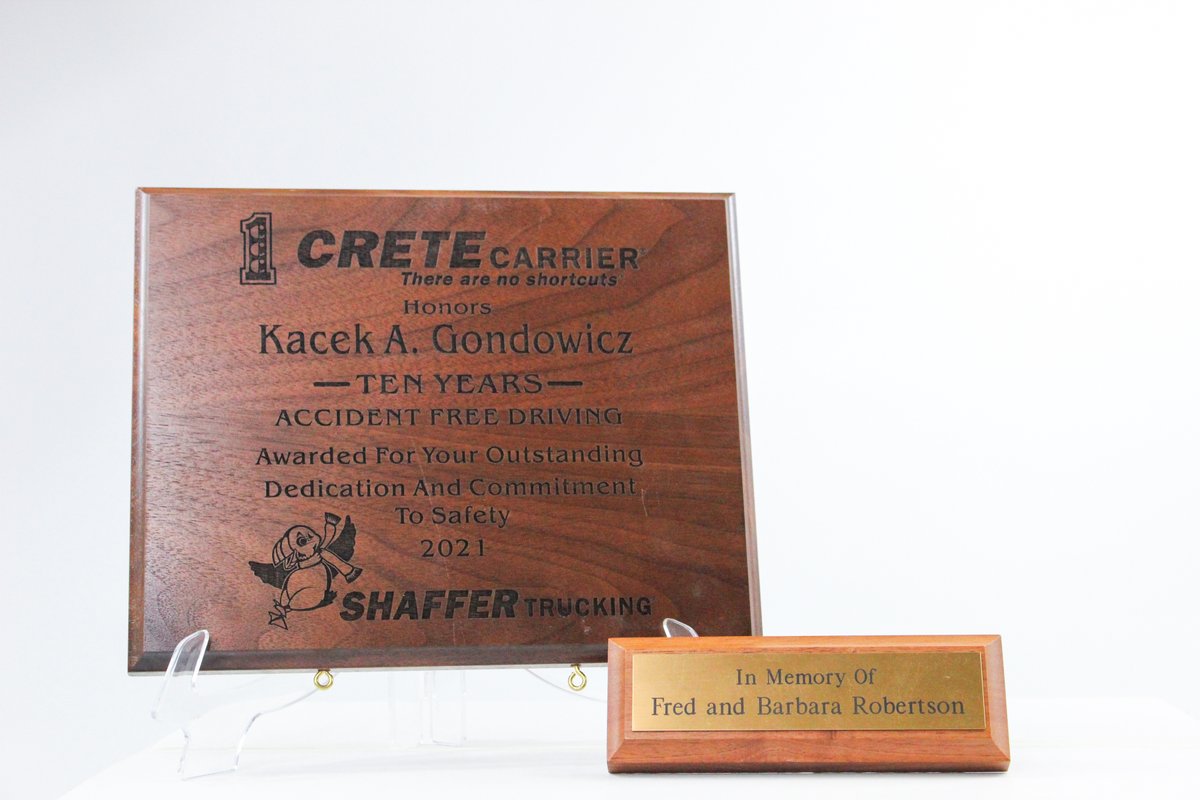 1 CRETE CARRIER®
There are no shortcuts
Honors
Kacek A. Gondowicz
— TEN YEARS —
ACCIDENT FREE DRIVING
Awarded For Your Outstanding
Dedication And Commitment
To Safety
2021
SHAFFER TRUCKING
In Memory Of
Fred and Barbara Robertson